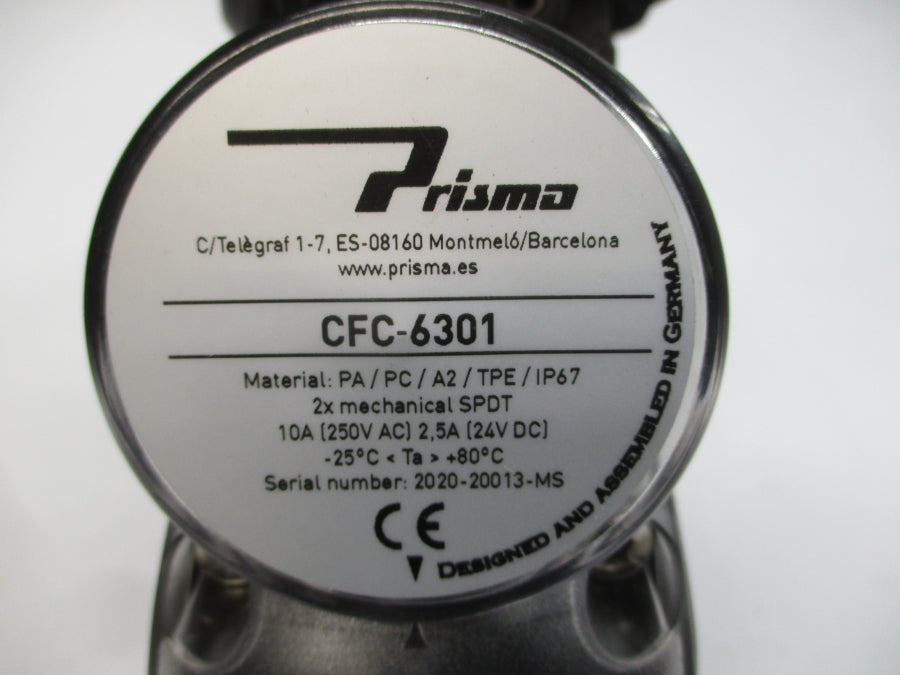 Prisma
C/Telègraf 1-7, ES-08160 Montmeló/Barcelona
www.prisma.es
CFC-6301
Material: PA / PC / A2 / TPE / IP67
2x mechanical SPDT
10A (250V AC) 2,5A (24V DC)
-25°C < Ta > +80°C
Serial number: 2020-20013-MS
CE
DESIGNED AND ASSEMBLED IN GERMANY